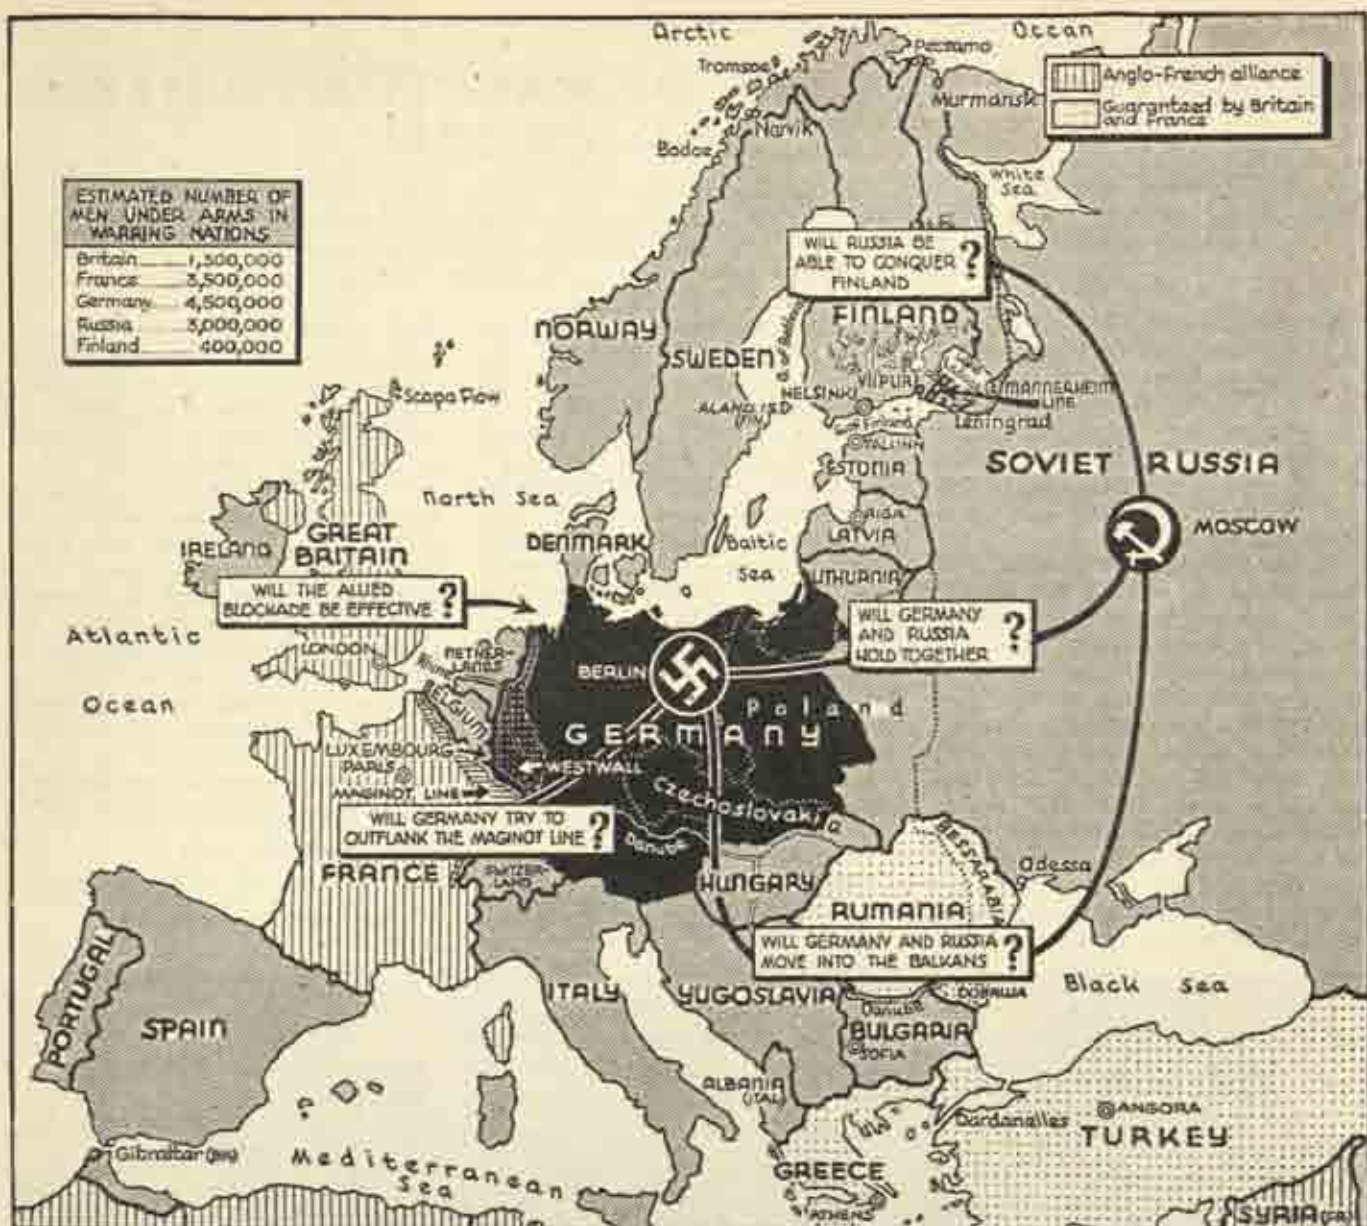 Arctic
Ocean
Petsamo
Tromsoe
Murmansk
Narvik
Bodoe
White
Sea
Anglo-French alliance
Guaranteed by Britain
and France
ESTIMATED NUMBER OF
MEN UNDER ARMS IN
WARRING NATIONS
Britain 1,500,000
France 3,500,000
Germany 4,500,000
Russia 3,000,000
Finland 400,000
WILL RUSSIA BE
ABLE TO CONQUER
FINLAND ?
NORWAY
SWEDEN
FINLAND
VIIPURI
HELSINKI
MANNERHEIM
LINE
Leningrad
ALAND ISD
(FIN.)
Finland
TALLINN
ESTONIA
Scapa Flow
North Sea
SOVIET RUSSIA
MOSCOW
RIGA
LATVIA
LITHUANIA
Baltic
Sea
DENMARK
IRELAND
GREAT
BRITAIN
WILL THE ALLIED
BLOCKADE BE EFFECTIVE ?
WILL GERMANY
AND RUSSIA
HOLD TOGETHER ?
Atlantic
Ocean
LONDON
NETHER-
LANDS
BELGIUM
BERLIN
Poland
GERMANY
LUXEMBOURG
PARIS
WESTWALL
MAGINOT LINE
Czechoslovakia
WILL GERMANY TRY TO
OUTFLANK THE MAGINOT LINE ?
Danube
FRANCE
SWITZER-
LAND
HUNGARY
BESSARABIA
Odessa
RUMANIA
WILL GERMANY AND RUSSIA
MOVE INTO THE BALKANS ?
PORTUGAL
SPAIN
ITALY
YUGOSLAVIA
Danube
Black Sea
BULGARIA
SOFIA
ALBANIA
(ITAL)
Dardanelles
ANGORA
TURKEY
Gibraltar
Mediterranean
Sea
GREECE
ATHENS
SYRIA (FR.)